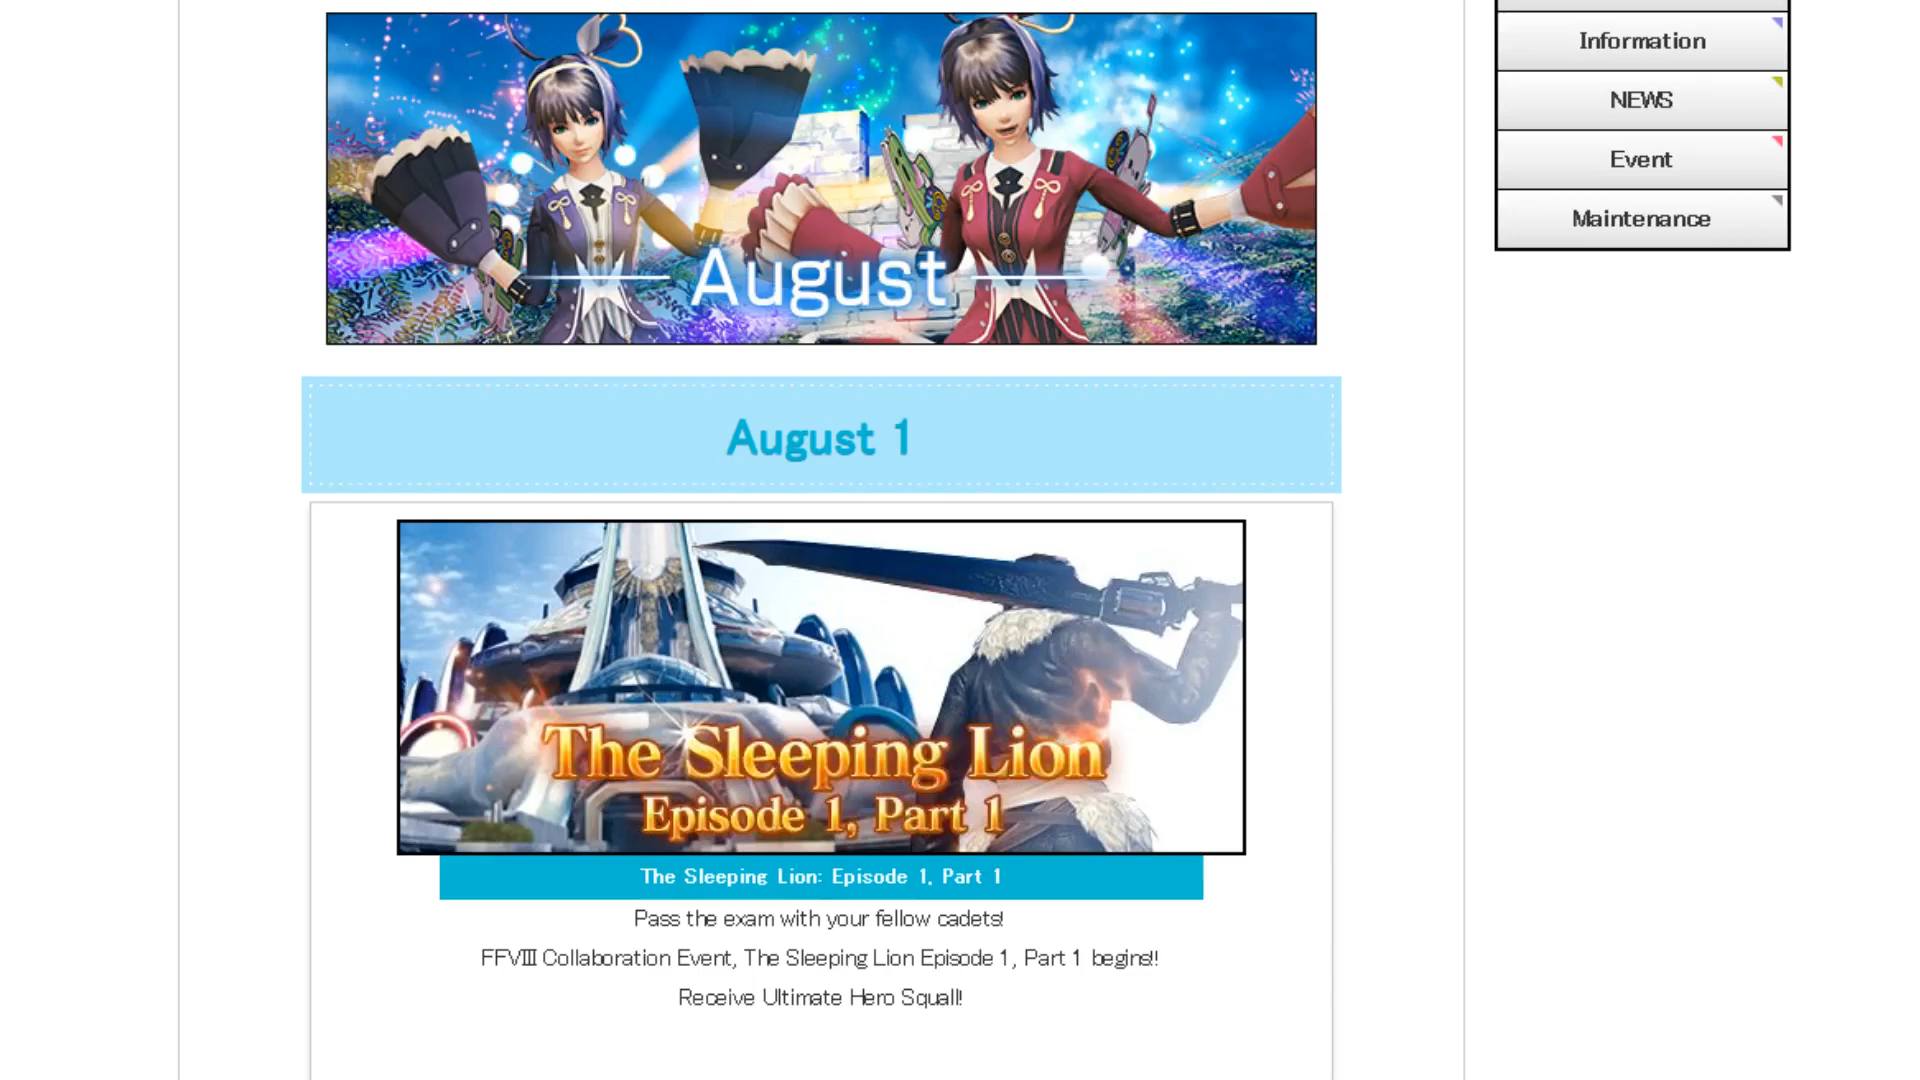 August
August 1
The Sleeping Lion
Episode 1, Part 1
The Sleeping Lion: Episode 1, Part 1
Pass the exam with your fellow cadets!
FFVIII Collaboration Event, The Sleeping Lion Episode 1, Part 1 begins!!
Receive Ultimate Hero Squall!
Information
NEWS
Event
Maintenance